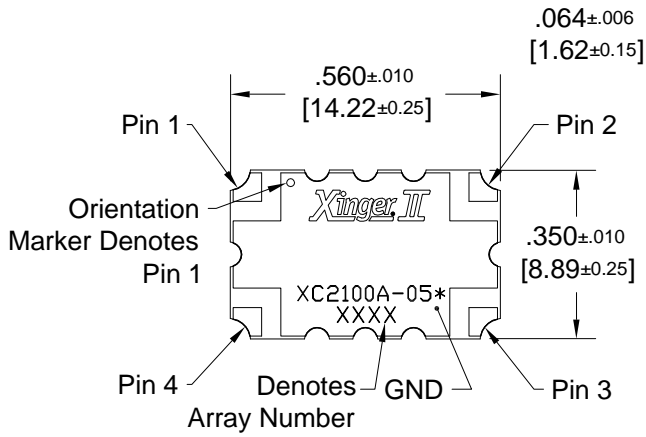 .064±.006
[1.62±0.15]
.560±.010
[14.22±0.25]
Pin 1
Pin 2
Orientation
Marker Denotes
Pin 1
Xinger II
.350±.010
[8.89±0.25]
XC2100A-05*
XXXX
Pin 4
Denotes
Array Number
GND
Pin 3